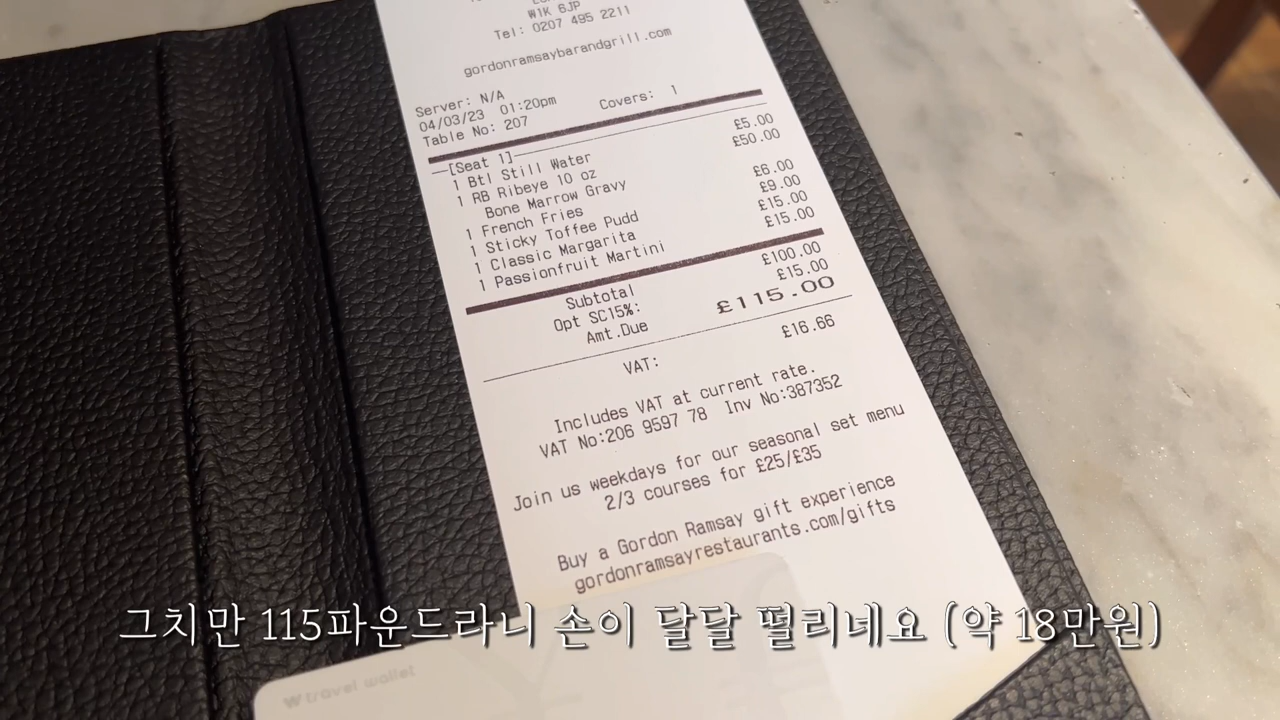 W1K 6JP
Tel: 0207 495 2211
gordonramsaybarandgrill.com
Server: N/A
04/03/23 01:20pm Covers: 1
Table No: 207
[Seat 1]
1 Btl Still Water £5.00
1 RB Ribeye 10 oz £50.00
Bone Marrow Gravy
1 French Fries £6.00
1 Sticky Toffee Pudd £9.00
1 Classic Margarita £15.00
1 Passionfruit Martini £15.00
Subtotal £100.00
Opt SC15%: £15.00
Amt.Due £115.00
VAT: £16.66
Includes VAT at current rate.
VAT No:206 9597 78 Inv No:387352
Join us weekdays for our seasonal set menu
2/3 courses for £25/£35
Buy a Gordon Ramsay gift experience
gordonramsayrestaurants.com/gifts
그치만 115파운드라니 손이 달달 떨리네요 (약 18만원)
travel wallet